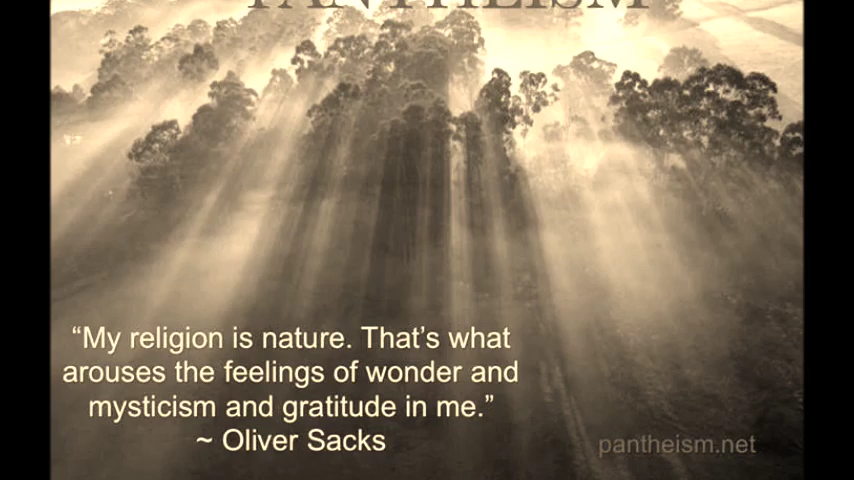 PANTHEISM
“My religion is nature. That’s what
arouses the feelings of wonder and
mysticism and gratitude in me.”
~ Oliver Sacks
pantheism.net